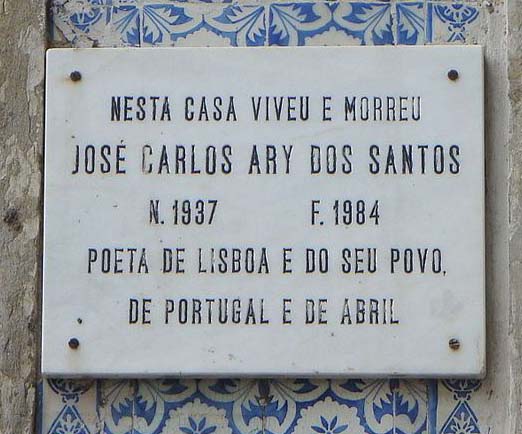 NESTA CASA VIVEU E MORREU
JOSÉ CARLOS ARY DOS SANTOS
N. 1937 F. 1984
POETA DE LISBOA E DO SEU POVO,
DE PORTUGAL E DE ABRIL